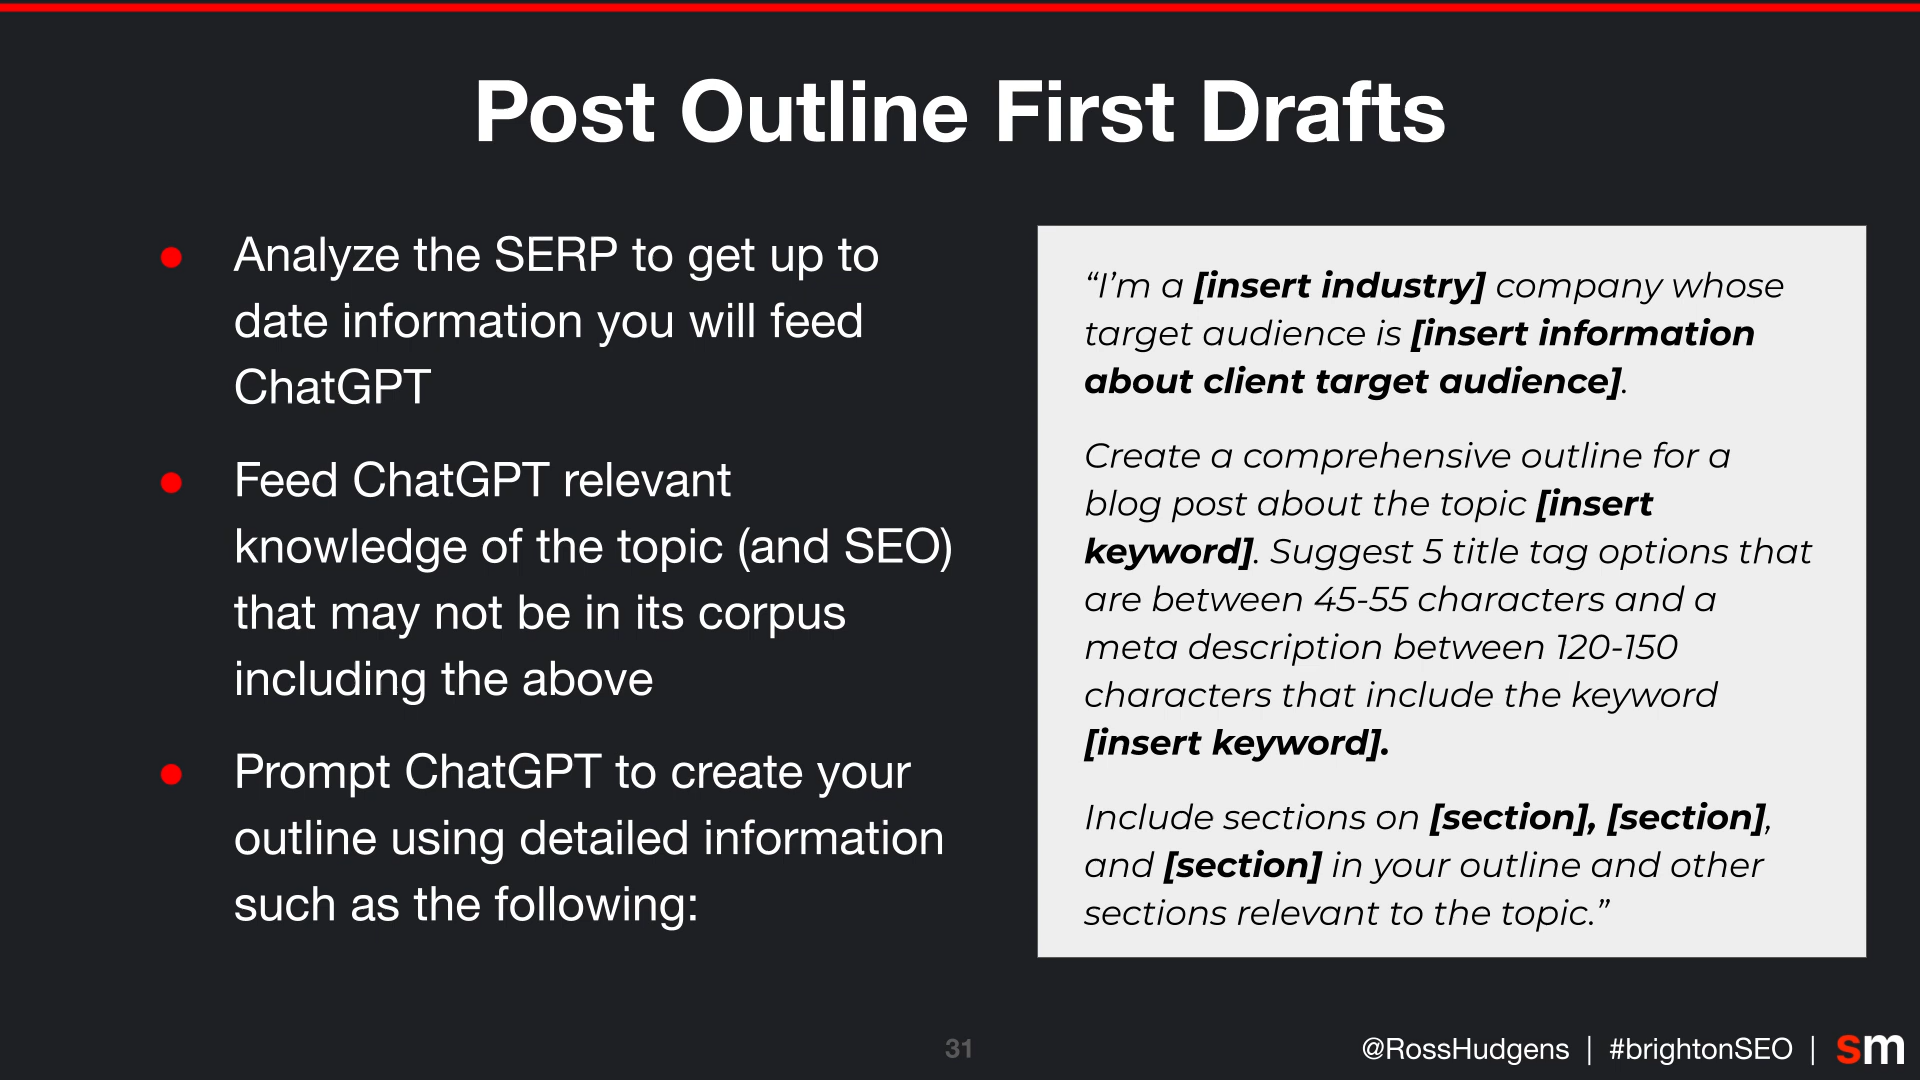 Post Outline First Drafts
● Analyze the SERP to get up to
date information you will feed
ChatGPT
● Feed ChatGPT relevant
knowledge of the topic (and SEO)
that may not be in its corpus
including the above
● Prompt ChatGPT to create your
outline using detailed information
such as the following:
“I’m a [insert industry] company whose
target audience is [insert information
about client target audience].
Create a comprehensive outline for a
blog post about the topic [insert
keyword]. Suggest 5 title tag options that
are between 45-55 characters and a
meta description between 120-150
characters that include the keyword
[insert keyword].
Include sections on [section], [section],
and [section] in your outline and other
sections relevant to the topic.”
31
@RossHudgens | #brightonSEO | sm